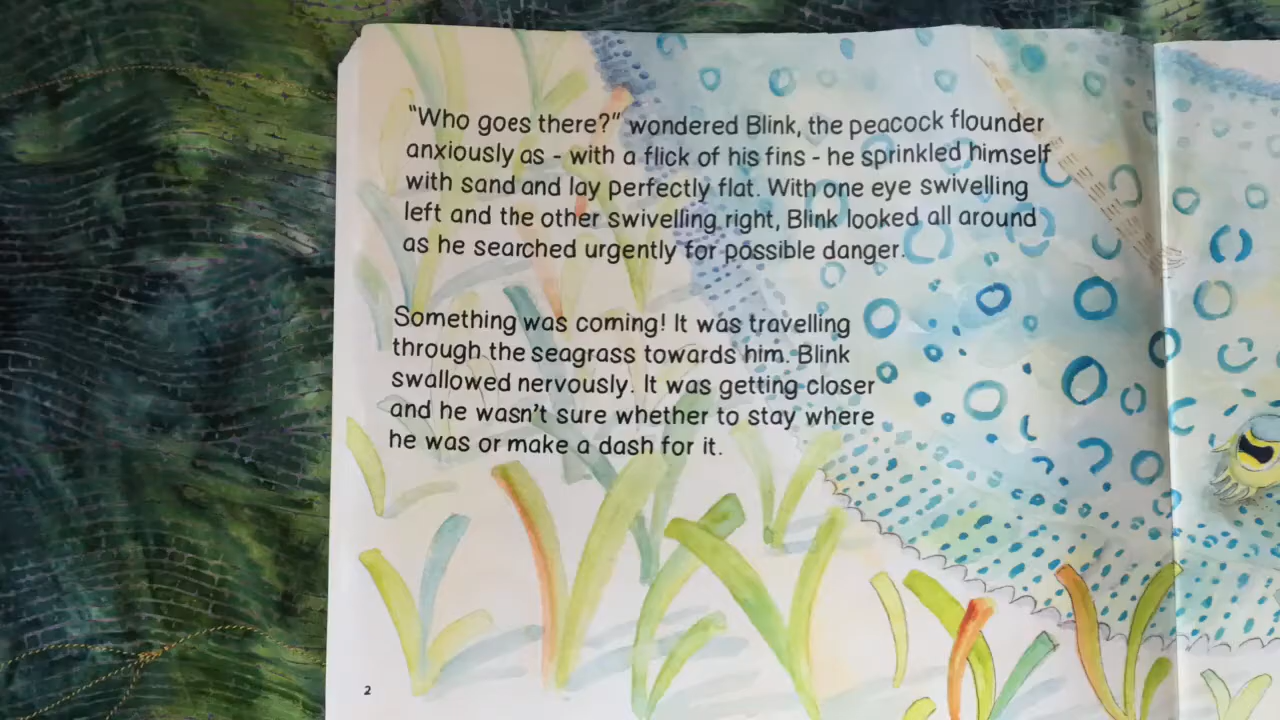 “Who goes there?” wondered Blink, the peacock flounder
anxiously as - with a flick of his fins - he sprinkled himself
with sand and lay perfectly flat. With one eye swivelling
left and the other swivelling right, Blink looked all around
as he searched urgently for possible danger.
Something was coming! It was travelling
through the seagrass towards him. Blink
swallowed nervously. It was getting closer
and he wasn’t sure whether to stay where
he was or make a dash for it.
2